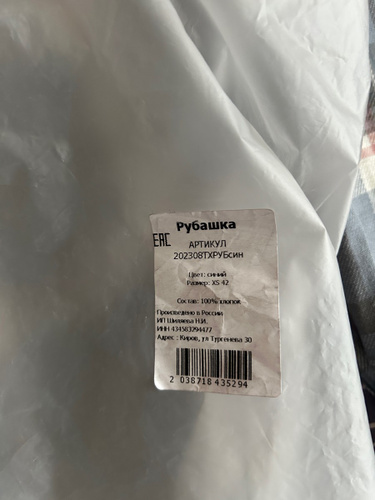 Рубашка
EAC
АРТИКУЛ
202308ТХРУБсин
Цвет: синий
Размер: XS 42
Состав: 100% хлопок
Произведено в России
ИП Шиляева Н.И.
ИНН 434583294477
Адрес : Киров, ул Тургенева 30
2 038718 435294